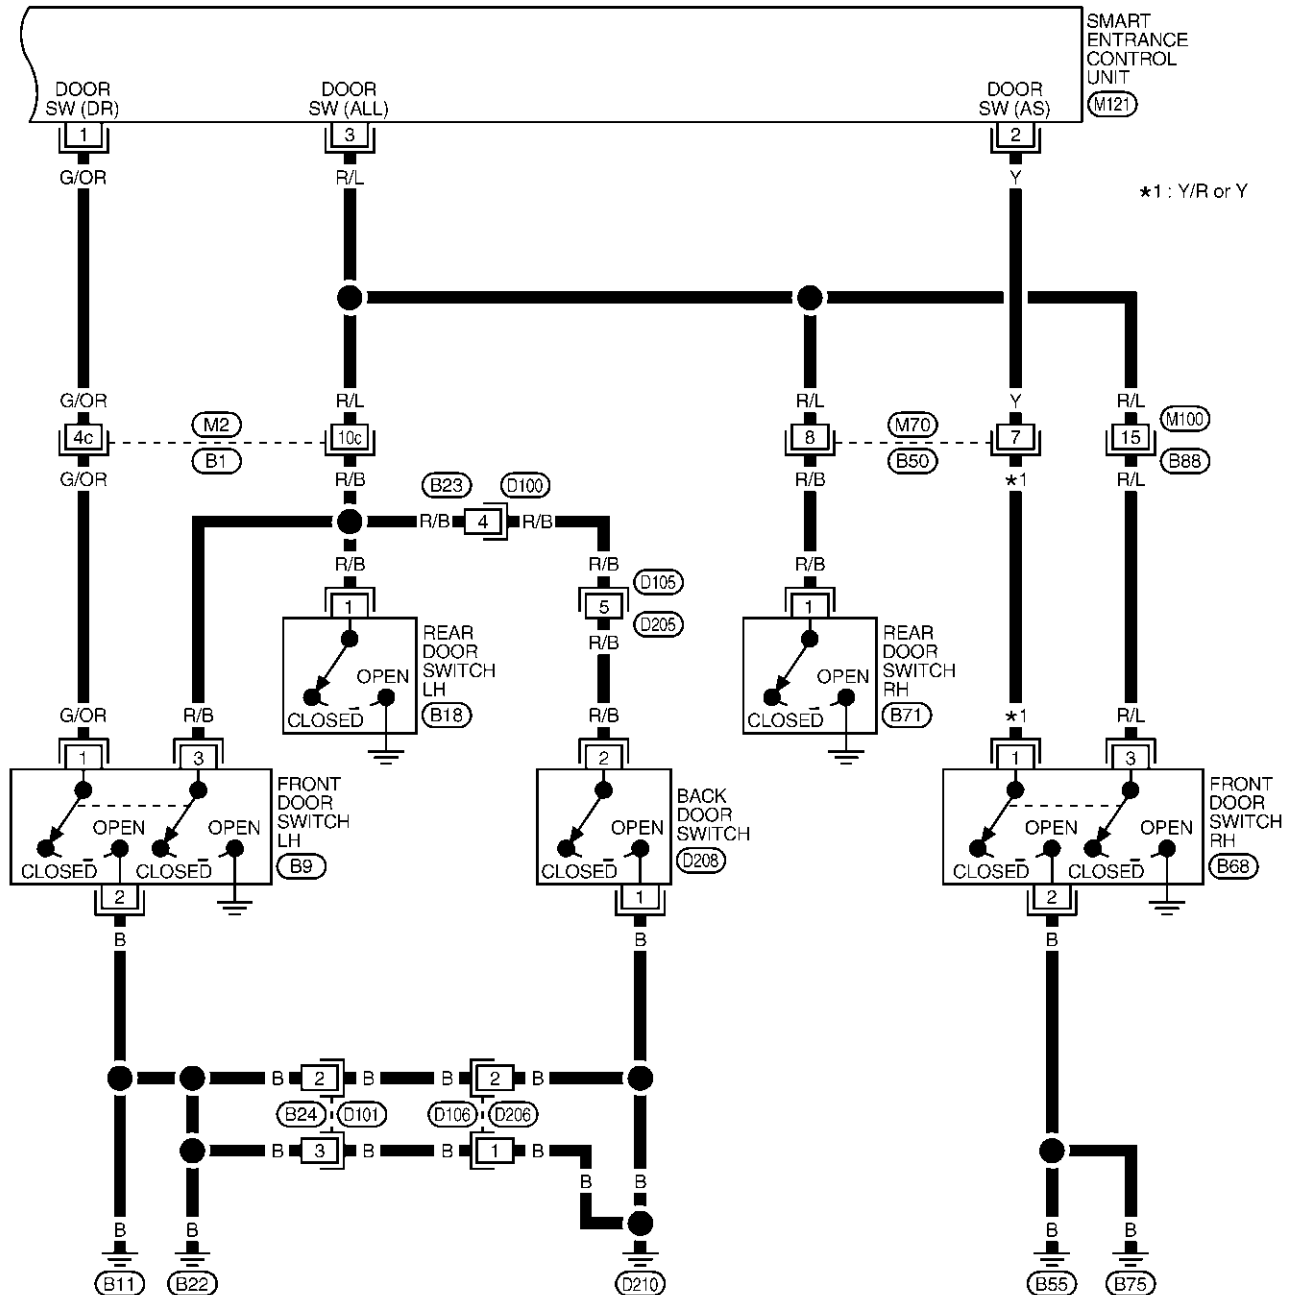 SMART
ENTRANCE
CONTROL
UNIT
M121
DOOR
SW (DR)
DOOR
SW (ALL)
DOOR
SW (AS)
1
3
2
G/OR
R/L
Y
★1 : Y/R or Y
G/OR
R/L
R/L
Y
R/L
4c
M2
B1
10c
8
M70
B50
7
15
M100
B88
G/OR
R/B
R/B
★1
R/L
B23
D100
R/B
4
R/B
R/B
R/B
R/B
1
5
D105
D205
1
R/B
REAR
DOOR
SWITCH
LH
B18
OPEN
CLOSED
REAR
DOOR
SWITCH
RH
B71
OPEN
CLOSED
G/OR
R/B
R/B
★1
R/L
1
3
2
1
3
FRONT
DOOR
SWITCH
LH
B9
OPEN
OPEN
CLOSED
CLOSED
BACK
DOOR
SWITCH
D208
OPEN
CLOSED
FRONT
DOOR
SWITCH
RH
B68
OPEN
OPEN
CLOSED
CLOSED
2
1
2
B
B
B
B
2
B
B
2
B
B24
D101
D106
D206
B
3
B
B
1
B
B
B
B
B
B
B
B11
B22
D210
B55
B75